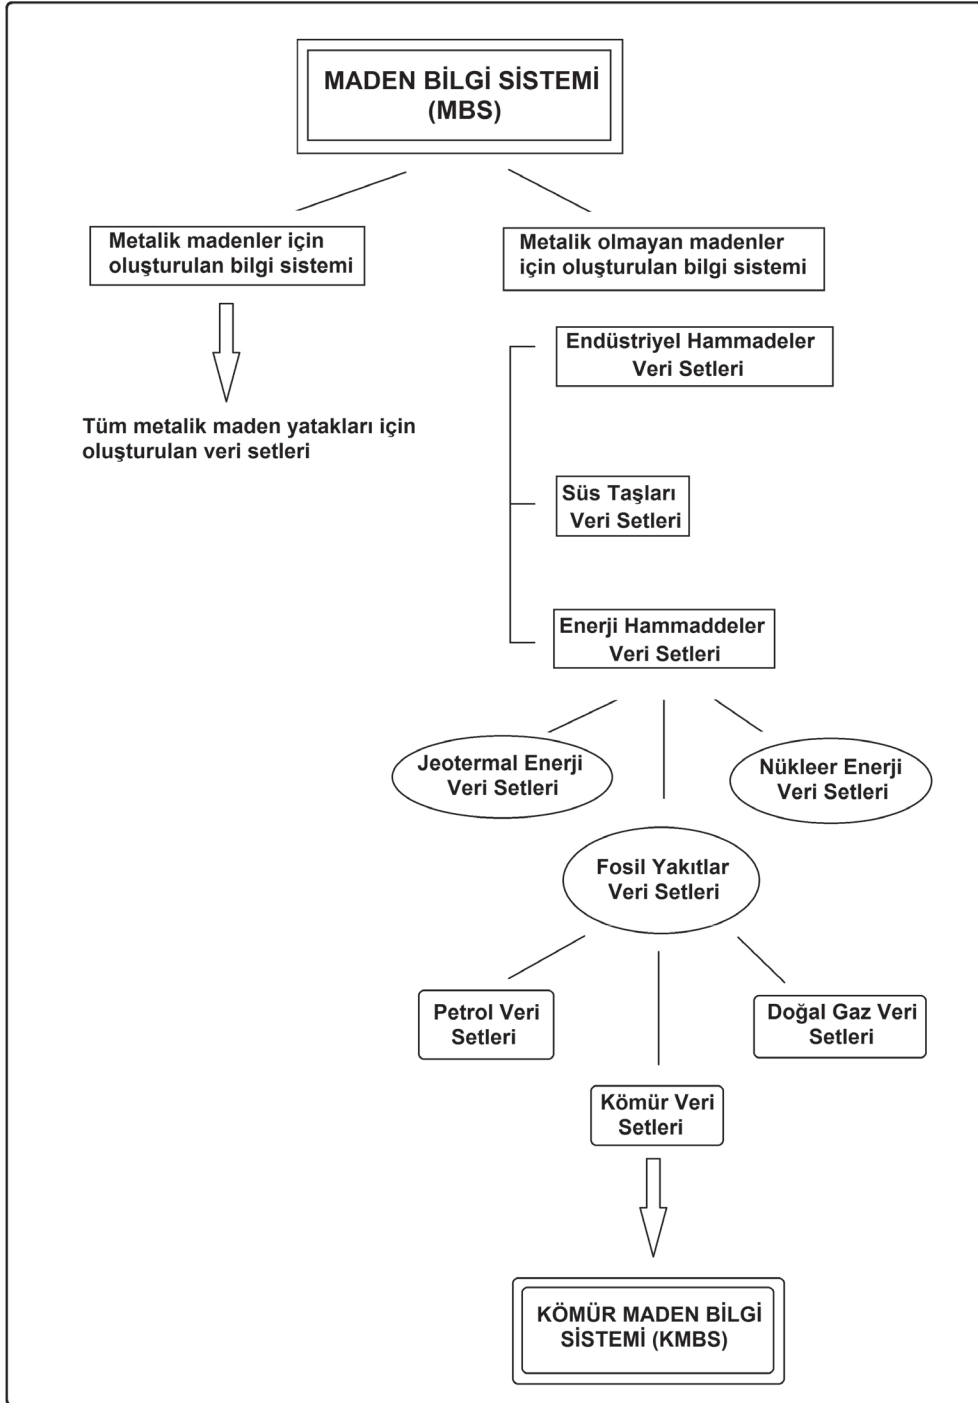 MADEN BİLGİ SİSTEMİ
(MBS)
Metalik madenler için
oluşturulan bilgi sistemi
Metalik olmayan madenler
için oluşturulan bilgi sistemi
Tüm metalik maden yatakları için
oluşturulan veri setleri
Endüstriyel Hammadeler
Veri Setleri
Süs Taşları
Veri Setleri
Enerji Hammaddeler
Veri Setleri
Jeotermal Enerji
Veri Setleri
Nükleer Enerji
Veri Setleri
Fosil Yakıtlar
Veri Setleri
Petrol Veri
Setleri
Doğal Gaz Veri
Setleri
Kömür Veri
Setleri
KÖMÜR MADEN BİLGİ
SİSTEMİ (KMBS)